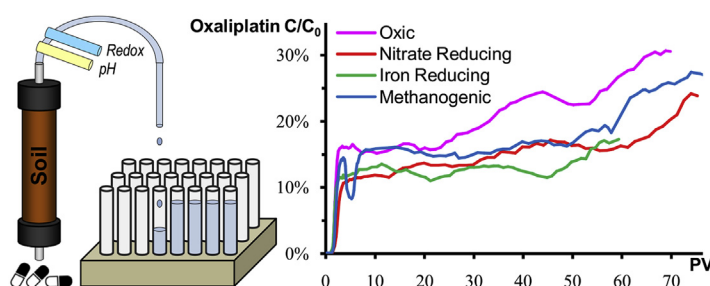 Redox
pH
Soil
Oxaliplatin C/C0
Oxic
Nitrate Reducing
Iron Reducing
Methanogenic
30%
20%
10%
0%
0 10 20 30 40 50 60 70
PV